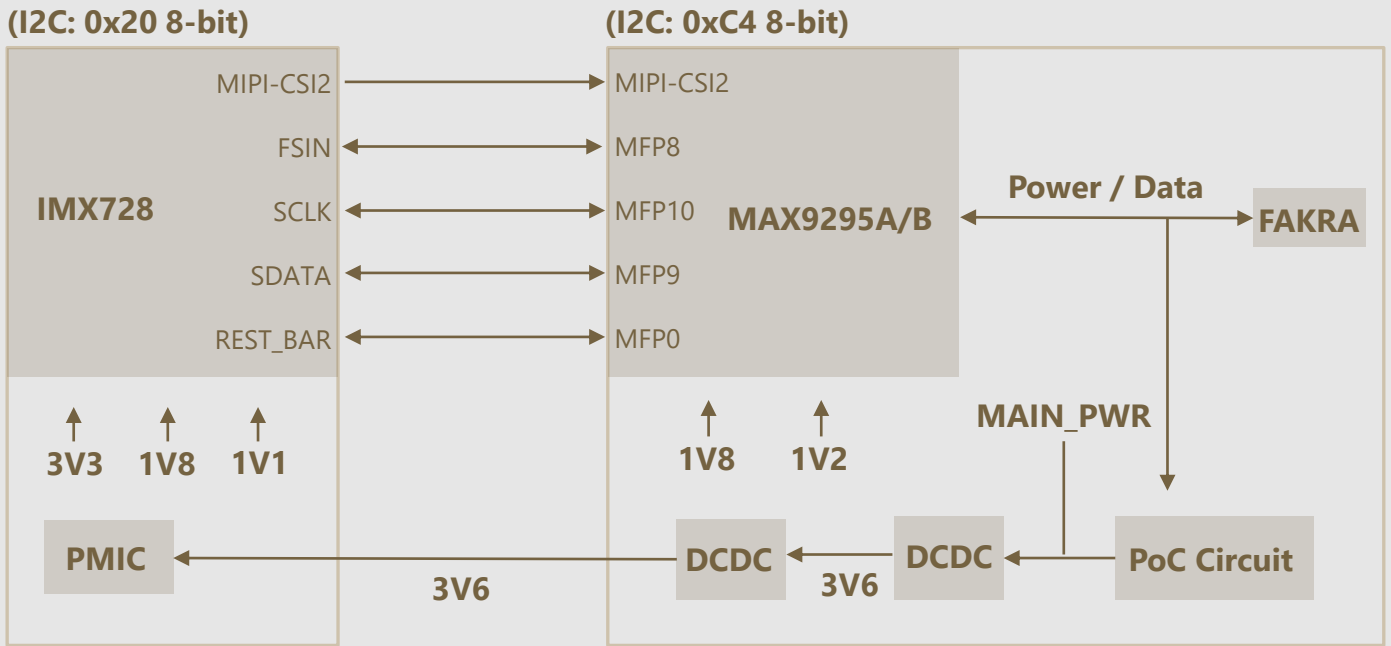 (I2C: 0x20 8-bit)
(I2C: 0xC4 8-bit)
MIPI-CSI2
FSIN
IMX728
SCLK
SDATA
REST_BAR
3V3
1V8
1V1
PMIC
3V6
MIPI-CSI2
MFP8
MFP10
MAX9295A/B
MFP9
MFP0
1V8
1V2
Power / Data
FAKRA
MAIN_PWR
DCDC
3V6
DCDC
PoC Circuit